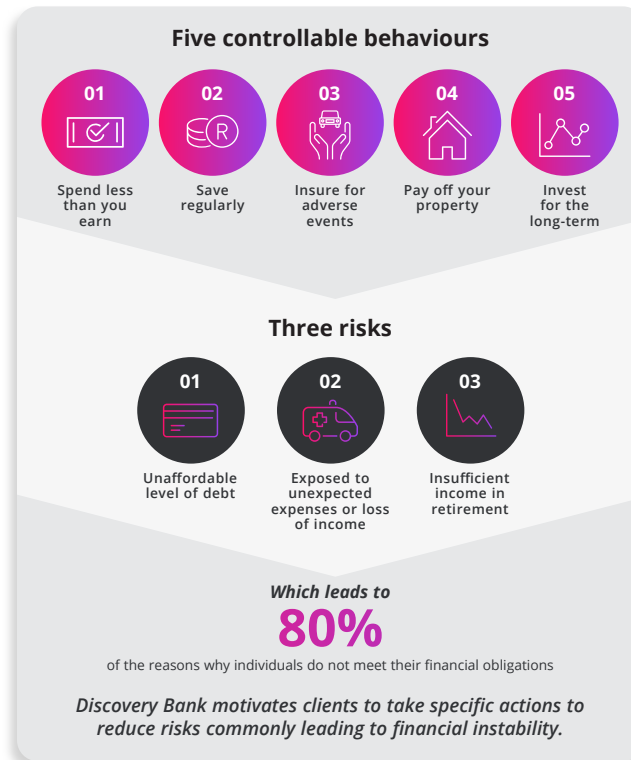 Five controllable behaviours
01
Spend less
than you
earn
02
R
Save
regularly
03
Insure for
adverse
events
04
Pay off your
property
05
Invest
for the
long-term
Three risks
01
Unaffordable
level of debt
02
Exposed to
unexpected
expenses or loss
of income
03
Insufficient
income in
retirement
Which leads to
80%
of the reasons why individuals do not meet their financial obligations
Discovery Bank motivates clients to take specific actions to
reduce risks commonly leading to financial instability.